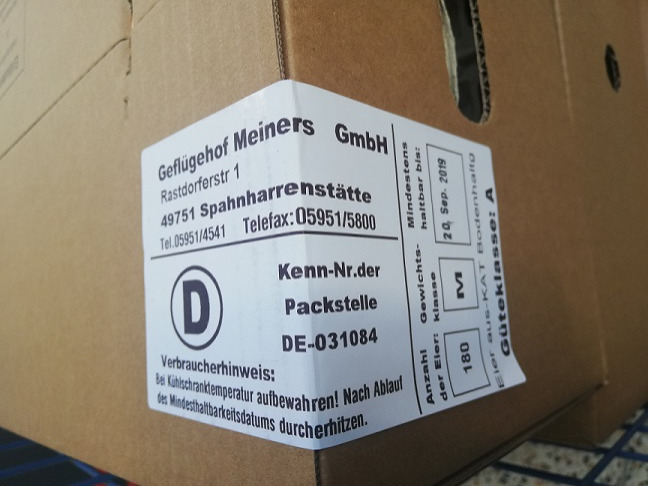 Geflügehof Meiners GmbH
Rastdorferstr 1
49751 Spahnharrenstätte
Tel.05951/4541 Telefax:05951/5800
D
Kenn-Nr.der
Packstelle
DE-031084
Verbraucherhinweis:
Bei Kühlschranktemperatur aufbewahren! Nach Ablauf
des Mindesthaltbarkeitsdatums durcherhitzen.
Anzahl Gewichts- Mindestens
der Eier: klasse haltbar bis:
180 M 20, Sep. 2019
Eier aus-KAT Bodenhaltg
Güteklasse: A